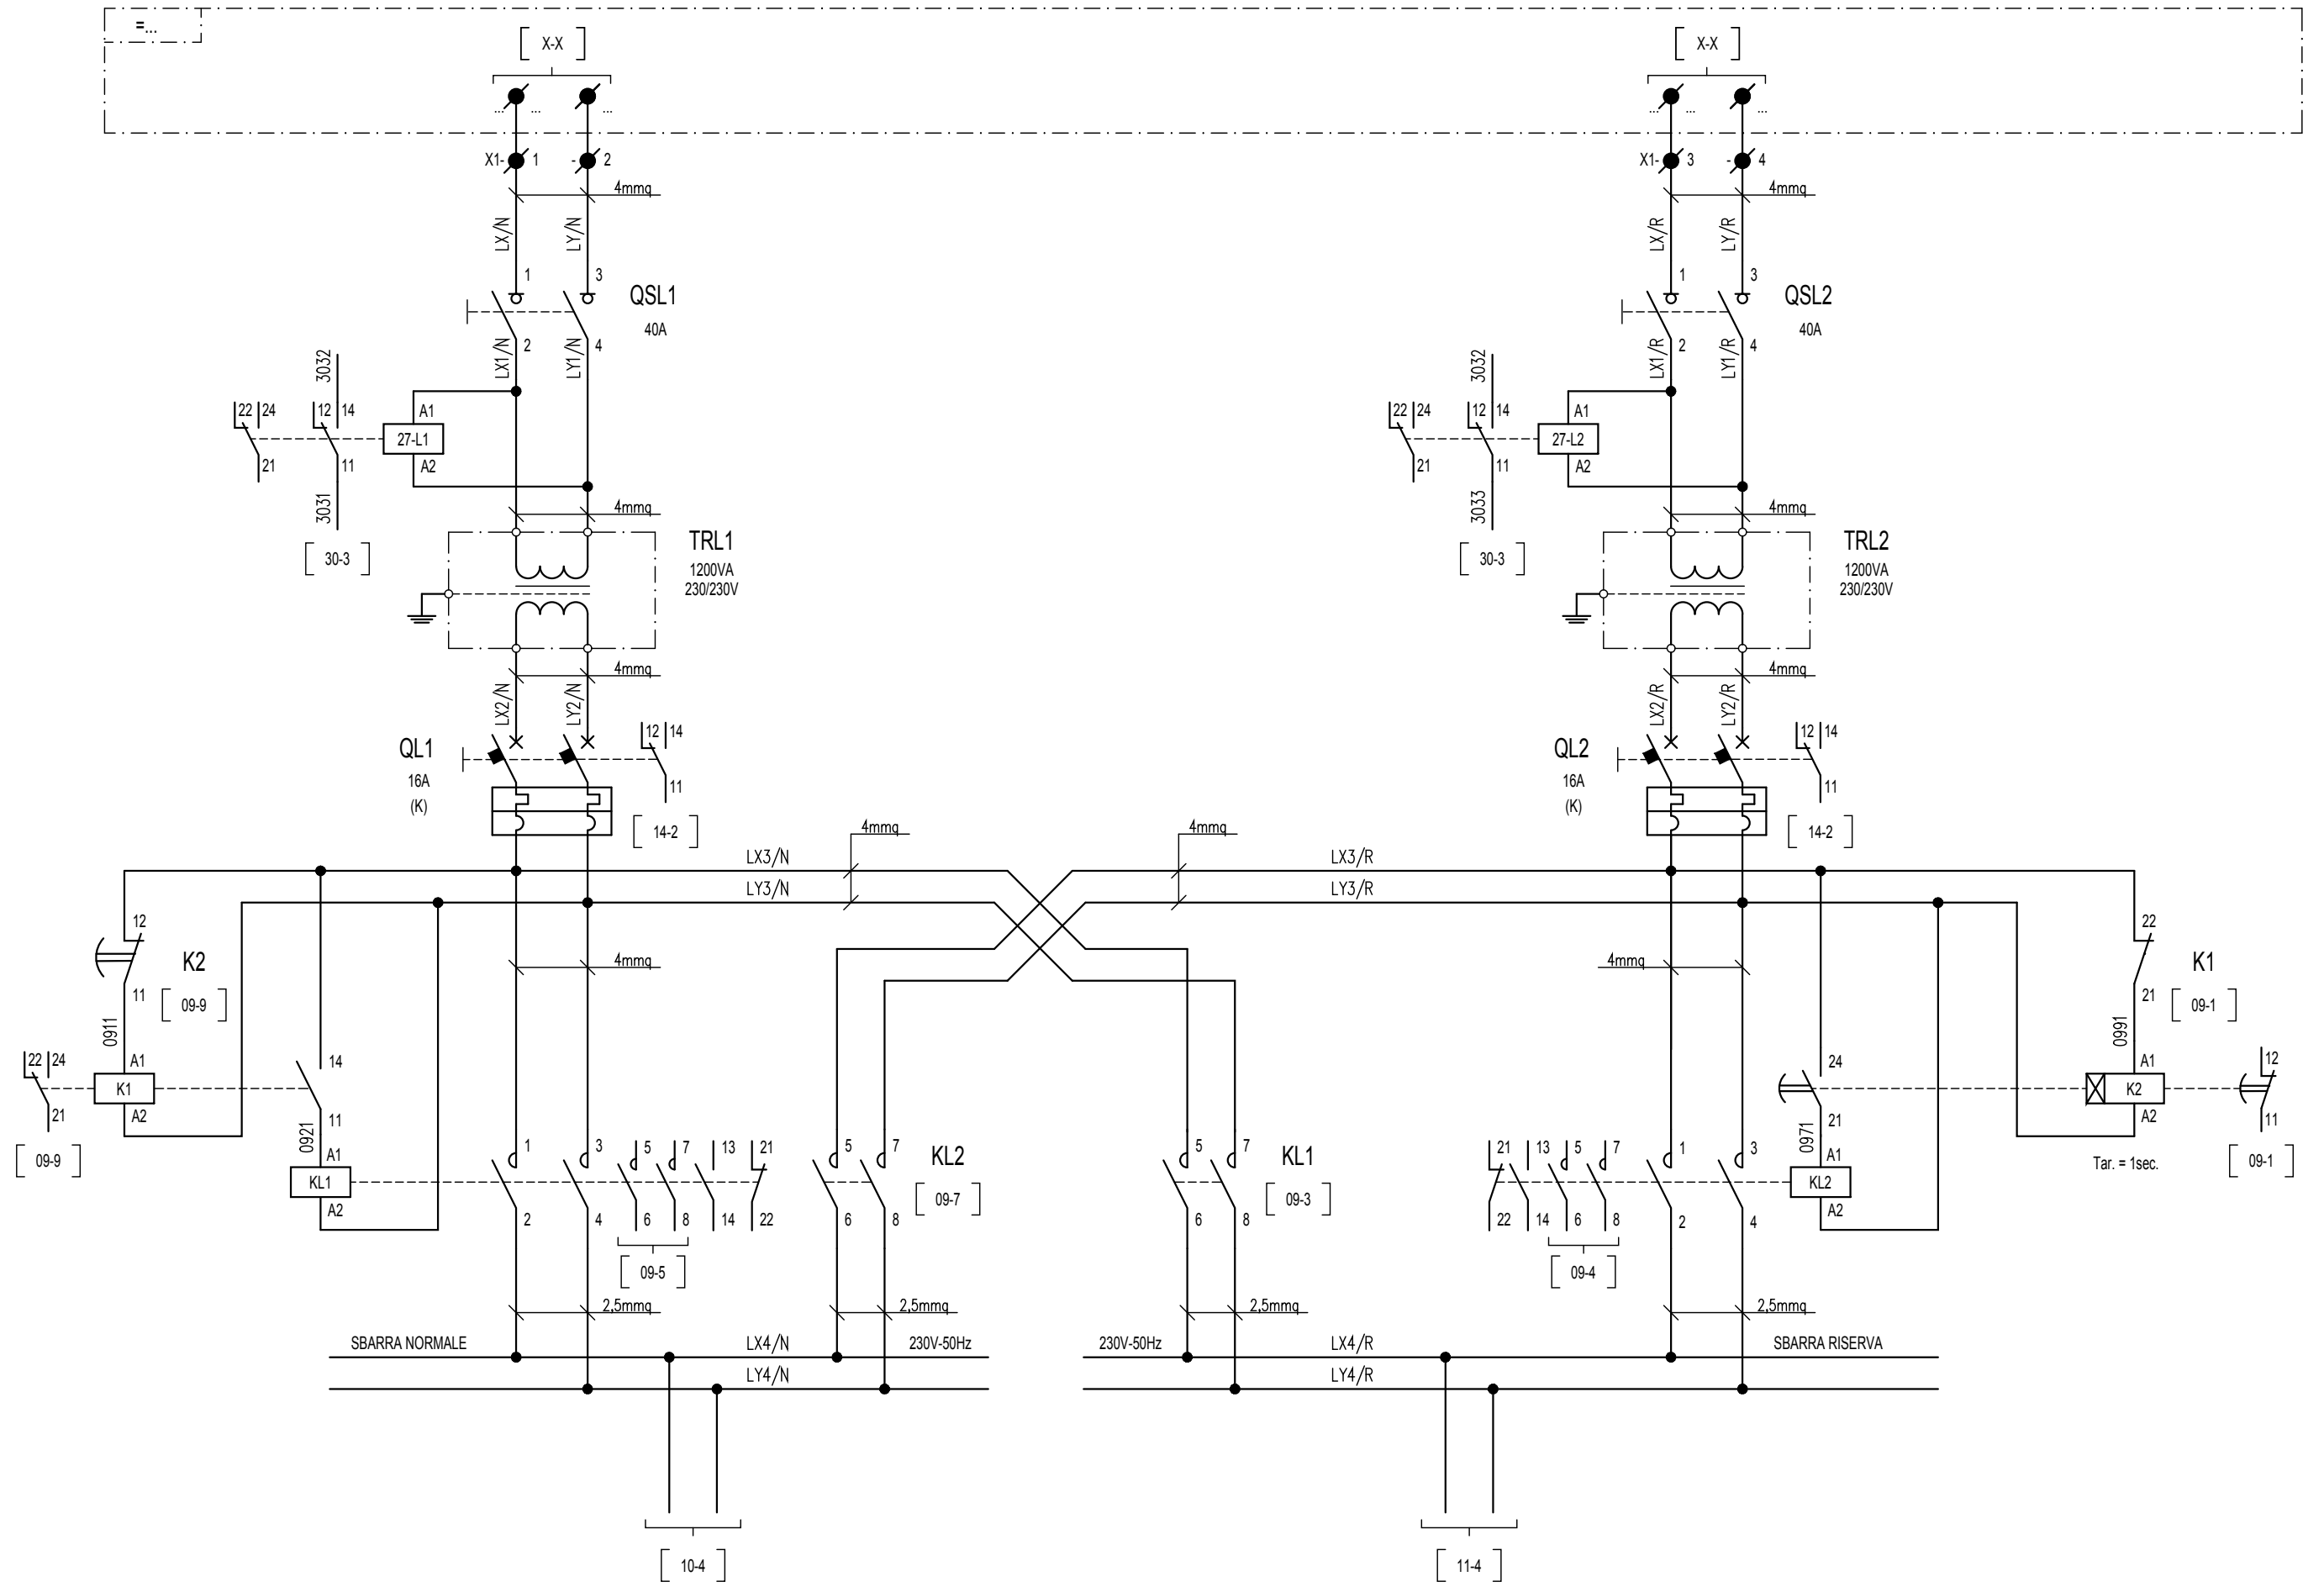 =...
X-X
X-X
... ... ...
... ... ...
X1- 1 - 2
X1- 3 - 4
4mmq
4mmq
LX/N LY/N
LX/R LY/R
1 3
1 3
QSL1
QSL2
40A
40A
2 4
2 4
LX1/N LY1/N
LX1/R LY1/R
3032
3032
22 24 12 14 A1
22 24 12 14 A1
27-L1
27-L2
21 11 A2
21 11 A2
3031
3033
4mmq
4mmq
30-3
30-3
TRL1
TRL2
1200VA
1200VA
230/230V
230/230V
4mmq
4mmq
LX2/N LY2/N
LX2/R LY2/R
12 14
12 14
QL1
QL2
16A
16A
(K)
(K)
11
11
14-2
14-2
4mmq
4mmq
LX3/N
LX3/R
LY3/N
LY3/R
12
22
K2
K1
4mmq
4mmq
11
21
09-9
09-1
0911
0991
22 24 A1 14
24 A1 12
K1
K2
21 A2 11
21 A2 11
0921
0971
09-9
Tar. = 1sec.
09-1
A1 1 3 5 7 13 21 5 7
5 7 21 13 5 7 1 3 A1
KL2
KL1
KL1
KL2
09-7
09-3
A2 2 4 6 8 14 22 6 8
6 8 22 14 6 8 2 4 A2
09-5
09-4
2,5mmq
2,5mmq
2,5mmq
2,5mmq
SBARRA NORMALE LX4/N 230V-50Hz
230V-50Hz LX4/R SBARRA RISERVA
LY4/N
LY4/R
10-4
11-4